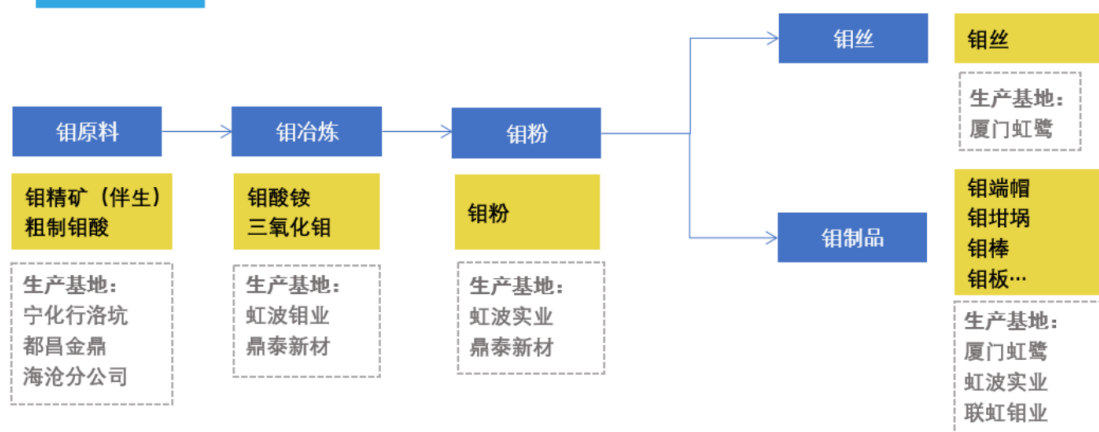 钼原料
钼精矿（伴生）
粗制钼酸
生产基地：
宁化行洛坑
都昌金鼎
海沧分公司
钼冶炼
钼酸铵
三氧化钼
生产基地：
虹波钼业
鼎泰新材
钼粉
钼粉
生产基地：
虹波实业
鼎泰新材
钼丝
钼丝
生产基地：
厦门虹鹭
钼制品
钼端帽
钼坩埚
钼棒
钼板…
生产基地：
厦门虹鹭
虹波实业
联虹钼业